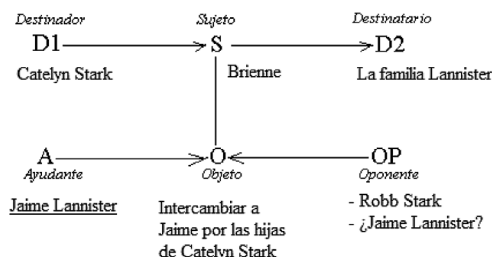 Destinador
Sujeto
Destinatario
D1
S
D2
Catelyn Stark
Brienne
La familia Lannister
A
O
OP
Ayudante
Objeto
Oponente
Jaime Lannister
Intercambiar a
Jaime por las hijas
de Catelyn Stark
- Robb Stark
- ¿Jaime Lannister?